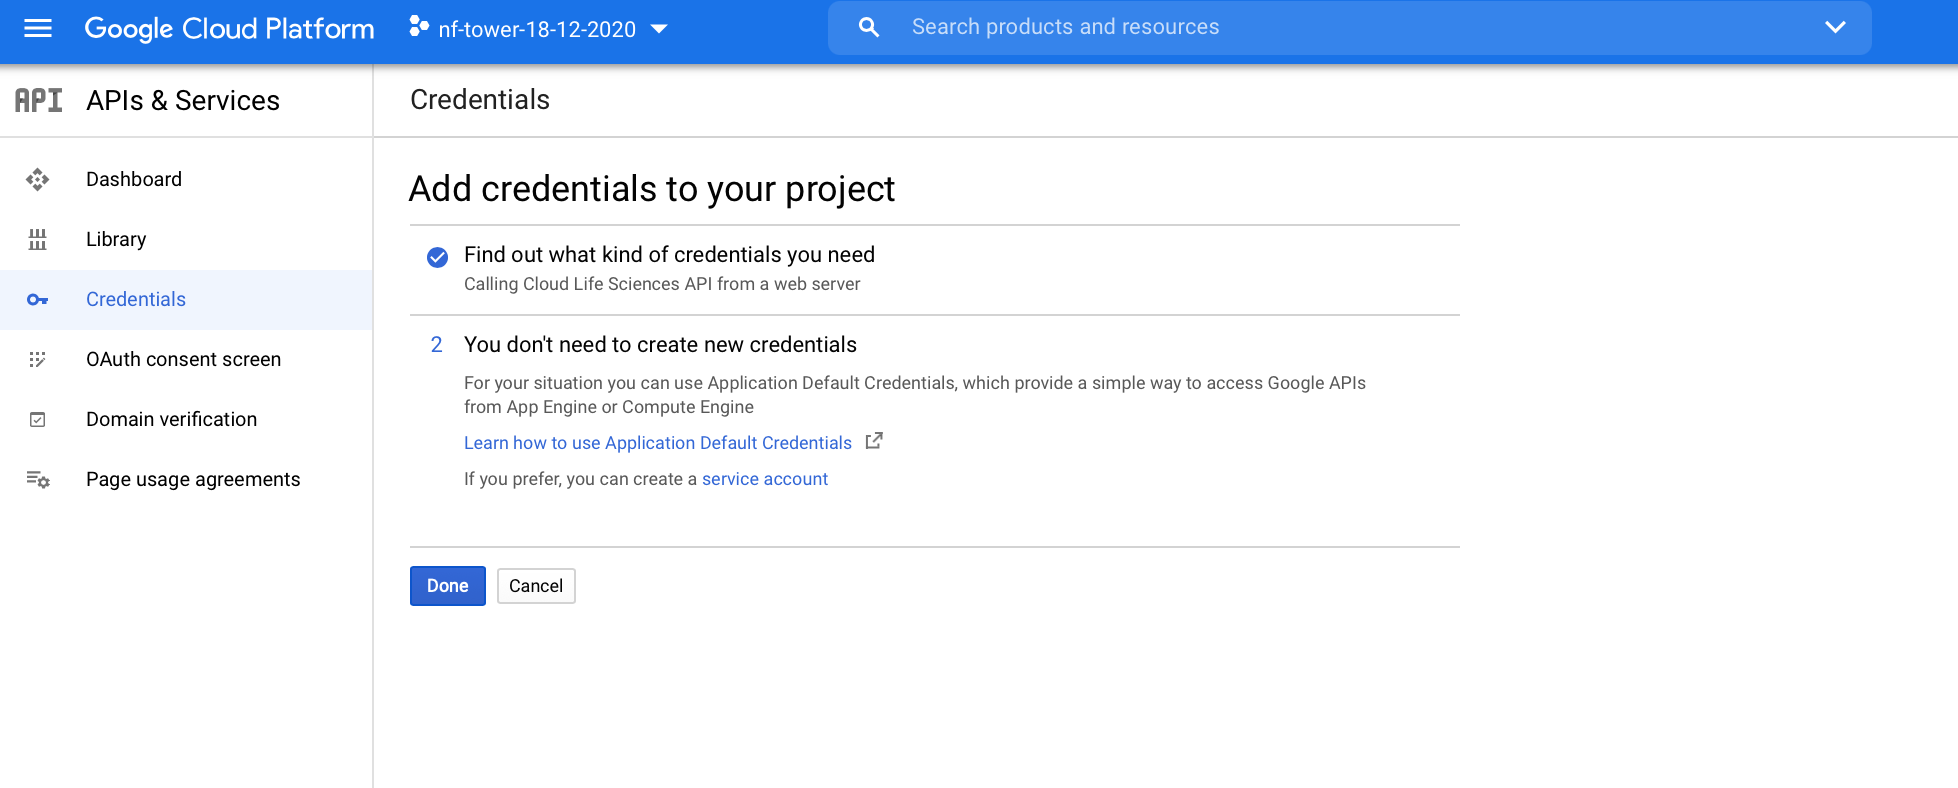 Google Cloud Platform
nf-tower-18-12-2020
Search products and resources
API
APIs & Services
Credentials
Dashboard
Library
Credentials
OAuth consent screen
Domain verification
Page usage agreements
Add credentials to your project
Find out what kind of credentials you need
Calling Cloud Life Sciences API from a web server
2 You don't need to create new credentials
For your situation you can use Application Default Credentials, which provide a simple way to access Google APIs
from App Engine or Compute Engine
Learn how to use Application Default Credentials
If you prefer, you can create a service account
Done
Cancel